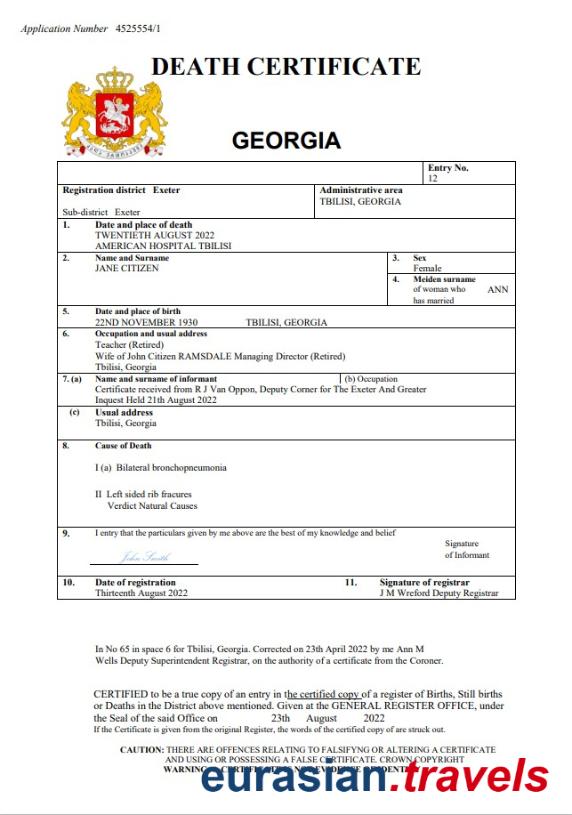 Application Number 4525554/1
DEATH CERTIFICATE
GEORGIA
Entry No.
12
Registration district Exeter
Administrative area
TBILISI, GEORGIA
Sub-district Exeter
1. Date and place of death
TWENTIETH AUGUST 2022
AMERICAN HOSPITAL TBILISI
2. Name and Surname
JANE CITIZEN
3. Sex
Female
4. Meiden surname
of woman who ANN
has married
5. Date and place of birth
22ND NOVEMBER 1930 TBILISI, GEORGIA
6. Occupation and usual address
Teacher (Retired)
Wife of John Citizen RAMSDALE Managing Director (Retired)
Tbilisi, Georgia
7. (a) Name and surname of informant (b) Occupation
Certificate received from R J Van Oppon, Deputy Corner for The Exeter And Greater
Inquest Held 21th August 2022
(c) Usual address
Tbilisi, Georgia
8. Cause of Death
I (a) Bilateral bronchopneumonia
II Left sided rib fracures
Verdict Natural Causes
9. I entry that the particulars given by me above are the best of my knowledge and belief
John Smith
Signature
of Informant
10. Date of registration 11. Signature of registrar
Thirteenth August 2022 J M Wreford Deputy Registrar
In No 65 in space 6 for Tbilisi, Georgia. Corrected on 23th April 2022 by me Ann M
Wells Deputy Superintendent Registrar, on the authority of a certificate from the Coroner.
CERTIFIED to be a true copy of an entry in the certified copy of a register of Births, Still births
or Deaths in the District above mentioned. Given at the GENERAL REGISTER OFFICE, under
the Seal of the said Office on 23th August 2022
If the Certificate is given from the original Register, the words of the certified copy of are struck out.
CAUTION: THERE ARE OFFENCES RELATING TO FALSIFYNG OR ALTERING A CERTIFICATE
AND USING OR POSSESSING A FALSE CERTIFICATE. CROWN COPYRIGHT
WARNING
eurasian.travels